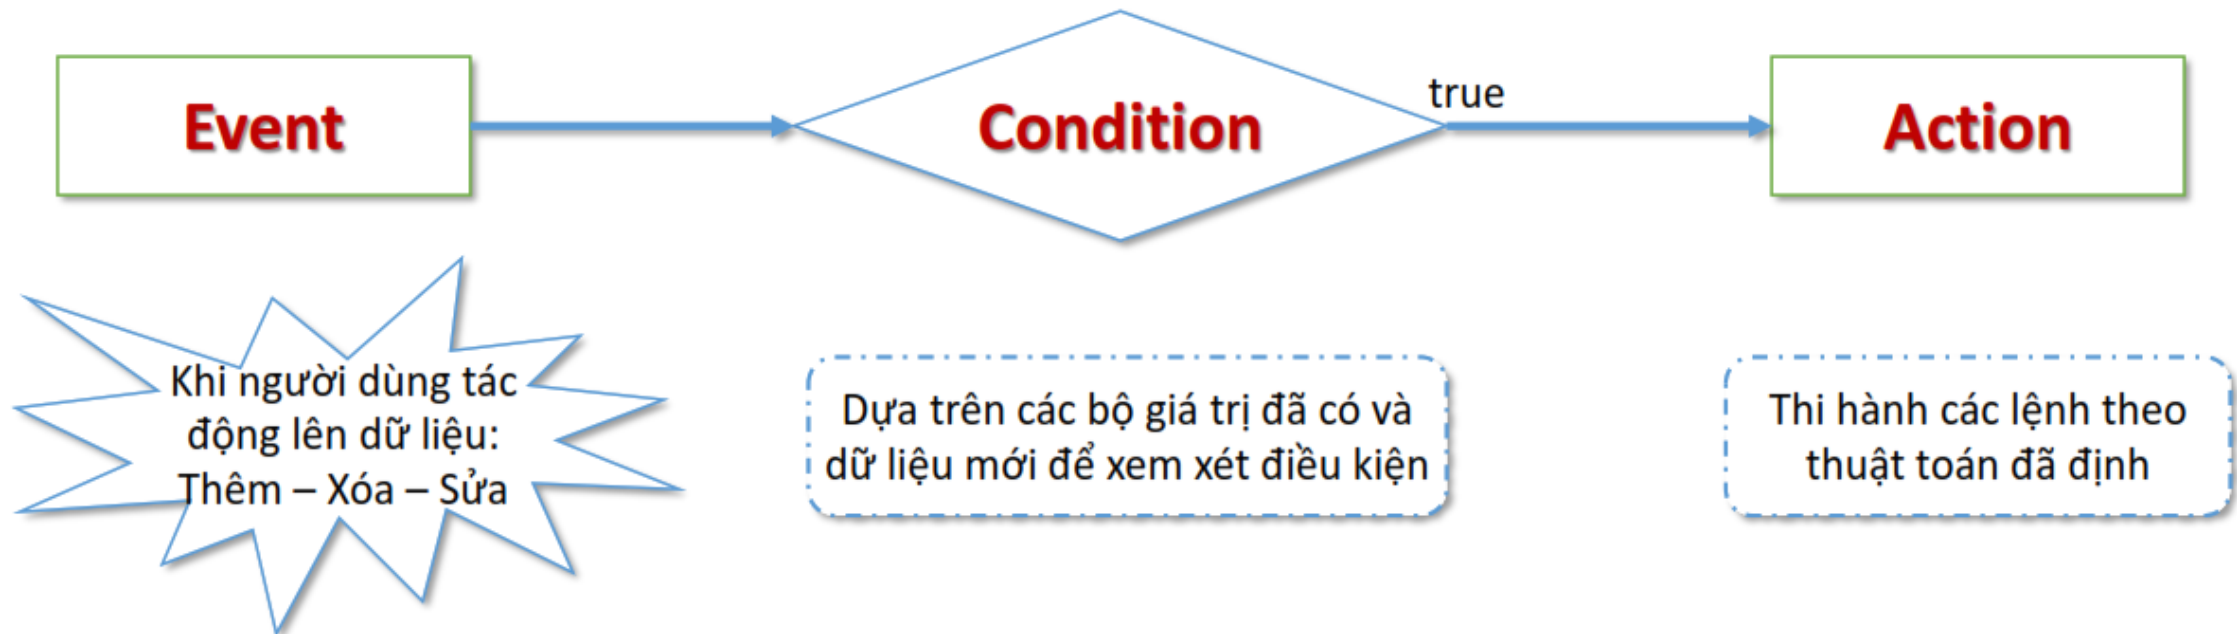 Event
Condition
true
Action
Khi người dùng tác
động lên dữ liệu:
Thêm – Xóa – Sửa
Dựa trên các bộ giá trị đã có và
dữ liệu mới để xem xét điều kiện
Thi hành các lệnh theo
thuật toán đã định